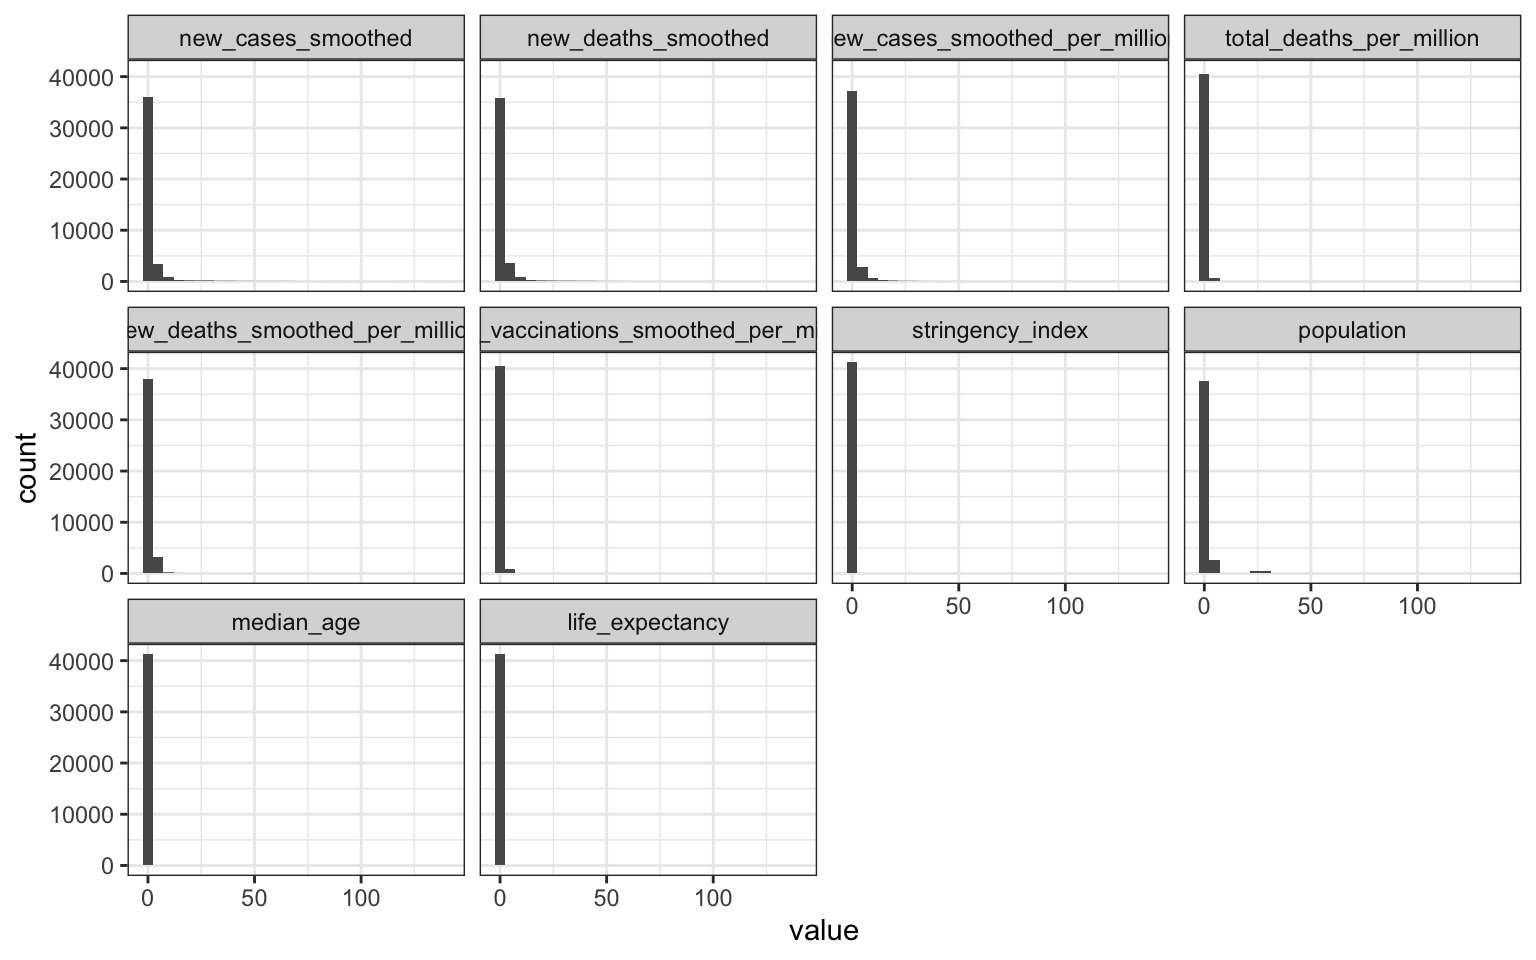 new_cases_smoothed new_deaths_smoothed ew_cases_smoothed_per_millio total_deaths_per_million
40000
30000
20000
10000
0
ew_deaths_smoothed_per_millio _vaccinations_smoothed_per_m stringency_index population
40000
30000
20000
10000
0
0 50 100 0 50 100
median_age life_expectancy
40000
30000
20000
10000
0
0 50 100 0 50 100
count
value